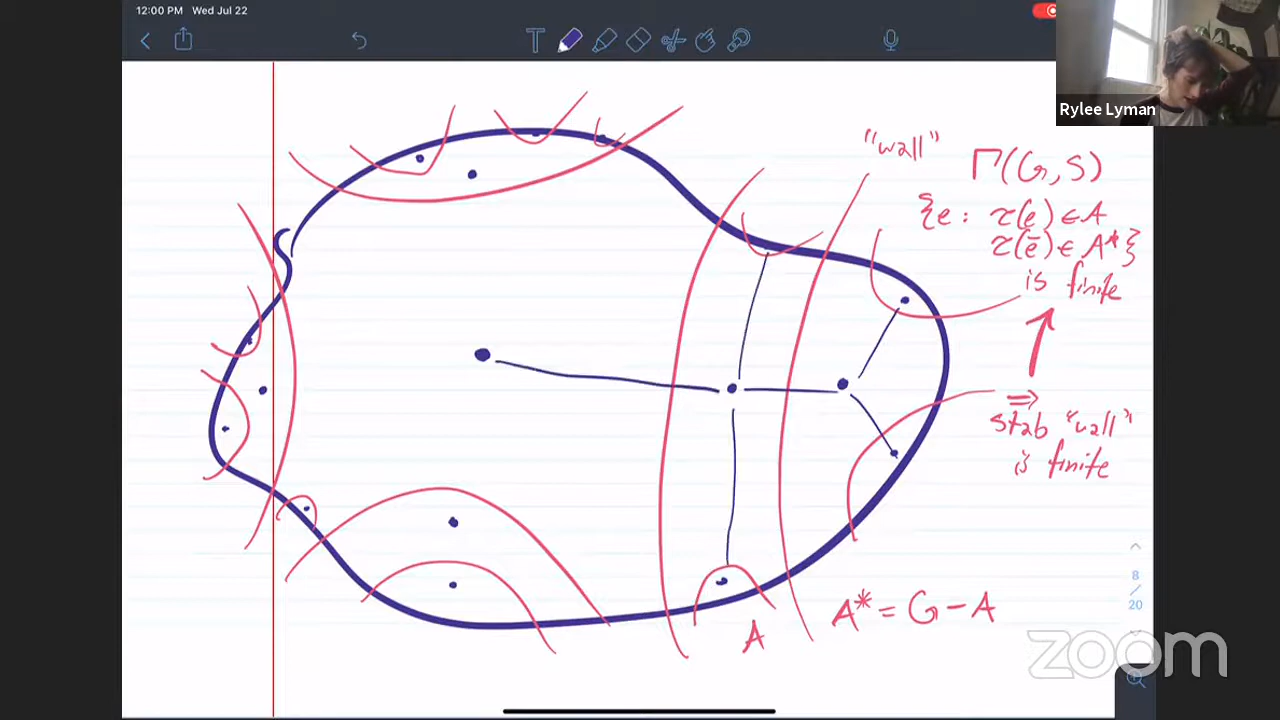 12:00 PM Wed Jul 22
T
Rylee Lyman
"wall"
Γ(G, S)
{e : τ(e) ∈ A
τ(ē) ∈ A*}
is finite
⇒
stab "wall"
is finite
8
/
20
A* = G - A
A
zoom